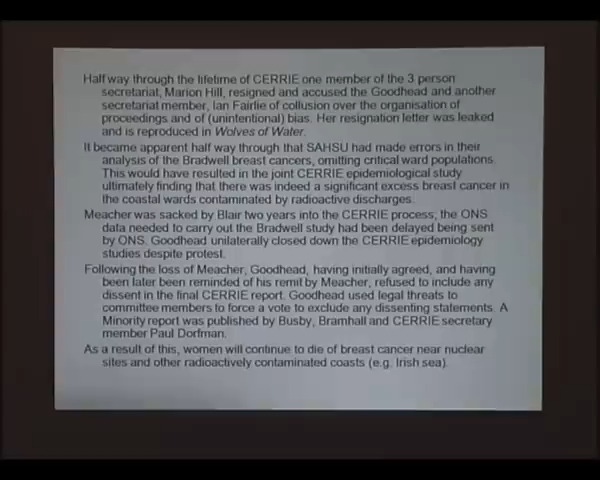 Half way through the lifetime of CERRIE one member of the 3 person
secretariat, Marion Hill, resigned and accused the Goodhead and another
secretariat member, Ian Fairlie of collusion over the organisation of
proceedings and of (unintentional) bias. Her resignation letter was leaked
and is reproduced in Wolves of Water.
It became apparent half way through that SAHSU had made errors in their
analysis of the Bradwell breast cancers, omitting critical ward populations.
This would have resulted in the joint CERRIE epidemiological study
ultimately finding that there was indeed a significant excess breast cancer in
the coastal wards contaminated by radioactive discharges.
Meacher was sacked by Blair two years into the CERRIE process; the ONS
data needed to carry out the Bradwell study had been delayed being sent
by ONS. Goodhead unilaterally closed down the CERRIE epidemiology
studies despite protest.
Following the loss of Meacher, Goodhead, having initially agreed, and having
been later been reminded of his remit by Meacher, refused to include any
dissent in the final CERRIE report. Goodhead used legal threats to
committee members to force a vote to exclude any dissenting statements. A
Minority report was published by Busby, Bramhall and CERRIE secretary
member Paul Dorfman.
As a result of this, women will continue to die of breast cancer near nuclear
sites and other radioactively contaminated coasts (e.g. Irish sea).